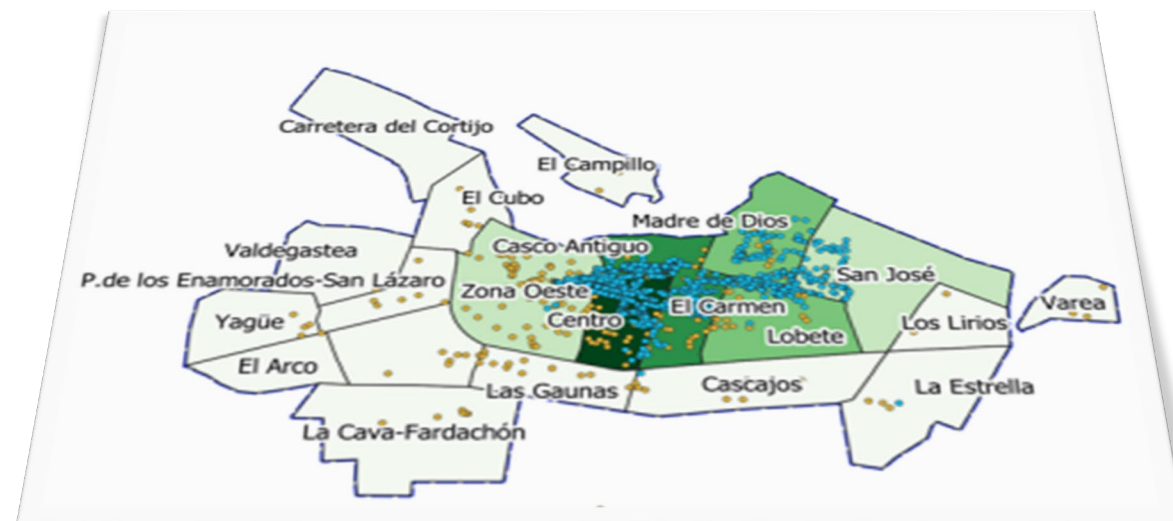 Carretera del Cortijo
El Campillo
El Cubo
Madre de Dios
Casco Antiguo
Valdegastea
San José
P.de los Enamorados-San Lázaro
Zona Oeste
El Carmen
Varea
Yagüe
Centro
Los Lirios
Lobete
El Arco
Cascajos
La Estrella
Las Gaunas
La Cava-Fardachón